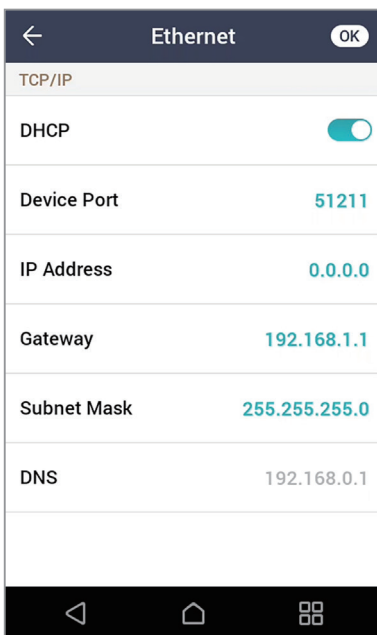 Ethernet OK
TCP/IP
DHCP
Device Port 51211
IP Address 0.0.0.0
Gateway 192.168.1.1
Subnet Mask 255.255.255.0
DNS 192.168.0.1